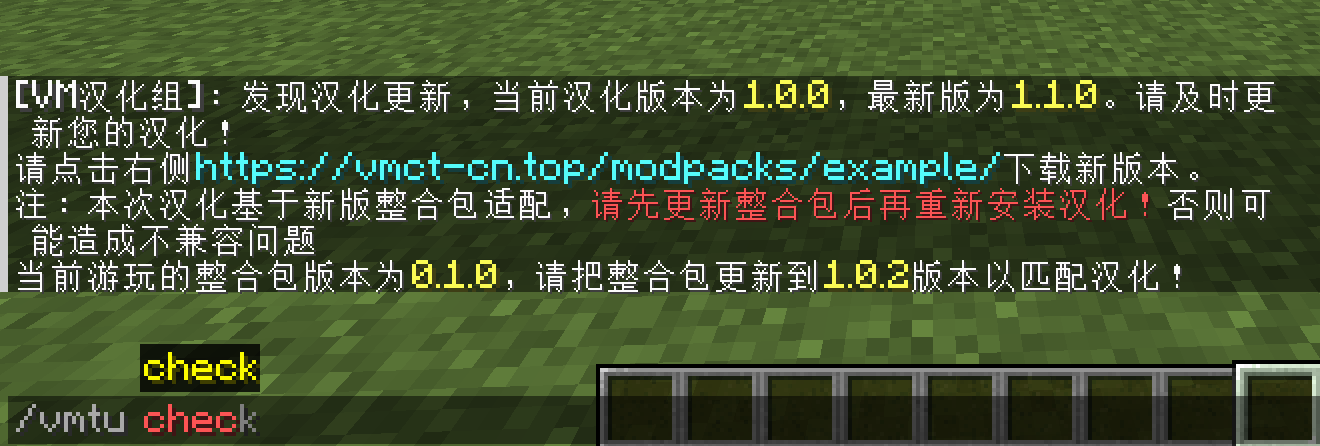 [VM汉化组]: 发现汉化更新，当前汉化版本为1.0.0，最新版为1.1.0。请及时更
新您的汉化！
请点击右侧https://vmct-cn.top/modpacks/example/下载新版本。
注：本次汉化基于新版整合包适配，请先更新整合包后再重新安装汉化！否则可
能造成不兼容问题
当前游玩的整合包版本为0.1.0，请把整合包更新到1.0.2版本以匹配汉化！
check
/vmtu check